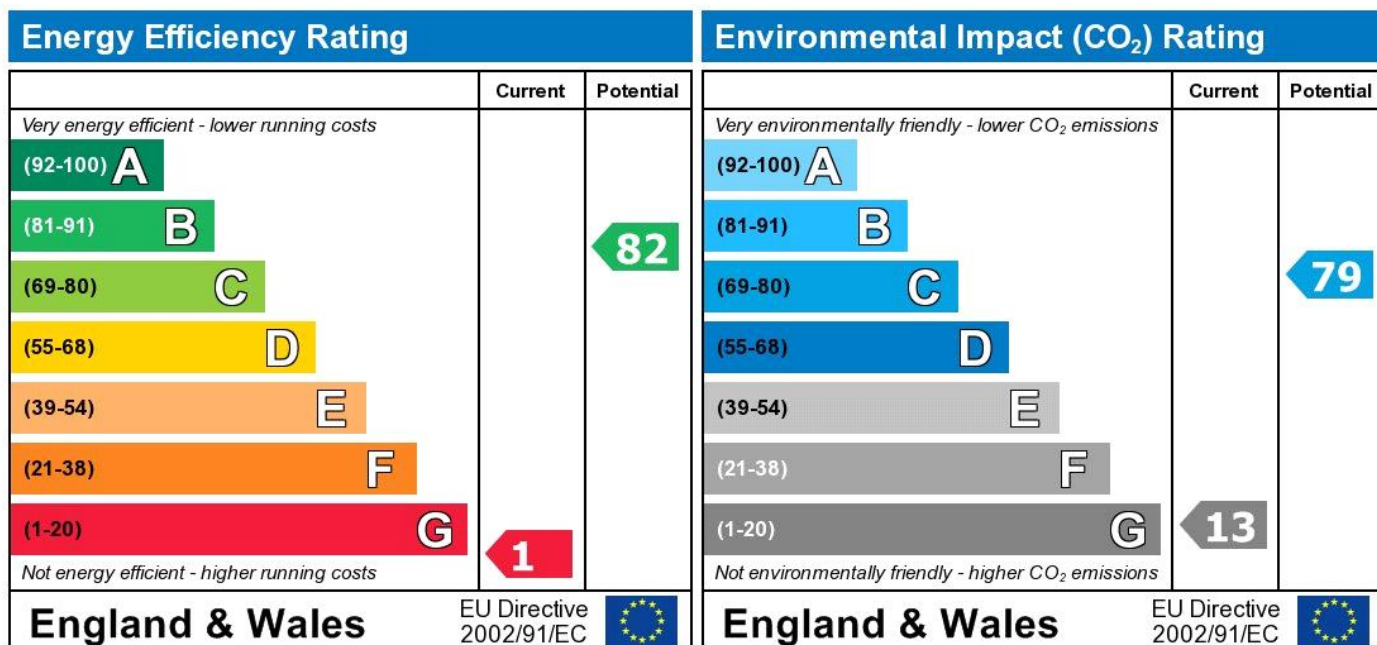 Energy Efficiency Rating
Current Potential
Very energy efficient - lower running costs
(92-100) A
(81-91) B
82
(69-80) C
(55-68) D
(39-54) E
(21-38) F
(1-20) G
1
Not energy efficient - higher running costs
England & Wales
EU Directive
2002/91/EC
Environmental Impact (CO₂) Rating
Current Potential
Very environmentally friendly - lower CO₂ emissions
(92-100) A
(81-91) B
(69-80) C
79
(55-68) D
(39-54) E
(21-38) F
(1-20) G
13
Not environmentally friendly - higher CO₂ emissions
England & Wales
EU Directive
2002/91/EC